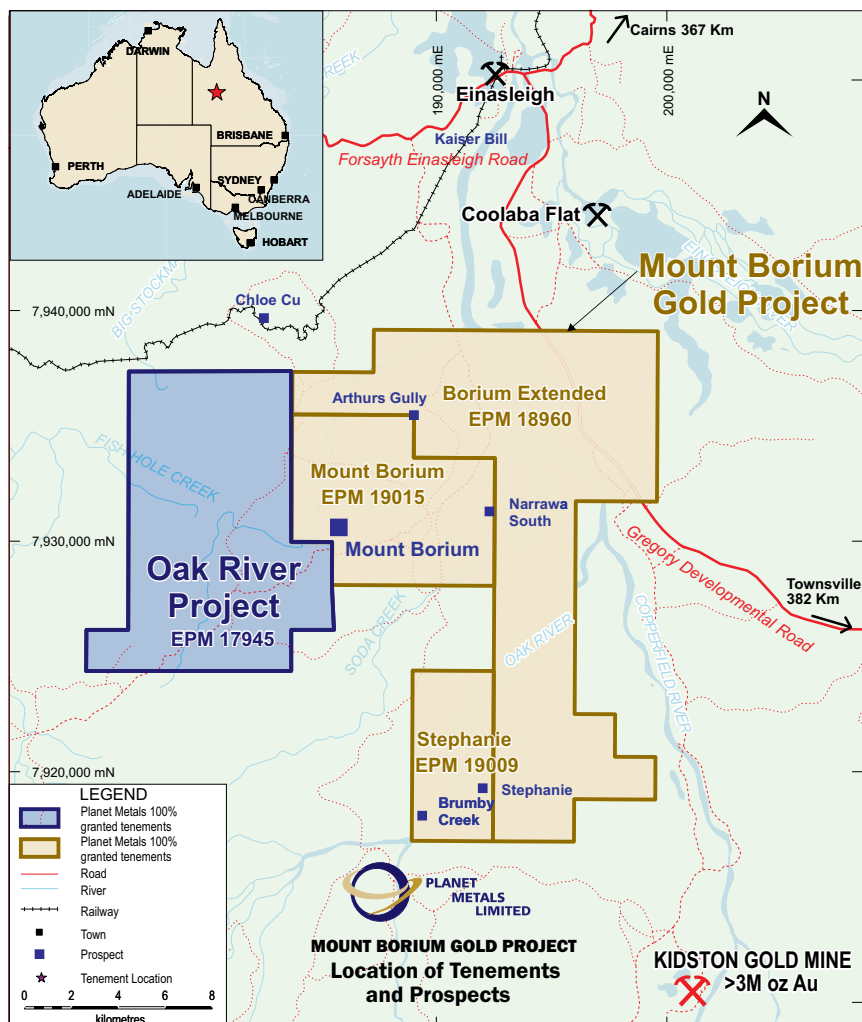 DARWIN
BRISBANE
PERTH
SYDNEY
ADELAIDE
CANBERRA
MELBOURNE
HOBART
190,000 mE
200,000 mE
Cairns 367 Km
N
CREEK
Einasleigh
Kaiser Bill
Forsayth Einasleigh Road
Coolaba Flat
EINASLEIGH RIVER
BIG STOCKMA
Mount Borium
Gold Project
Chloe Cu
7,940,000 mN
Arthurs Gully
Borium Extended
EPM 18960
FISH HOLE CREEK
Mount Borium
EPM 19015
Narrawa
South
Mount Borium
7,930,000 mN
Oak River
Project
EPM 17945
Gregory Developmental Road
Townsville
382 Km
SODA CREEK
OAK RIVER
COPPERFIELD RIVER
Stephanie
EPM 19009
7,920,000 mN
Stephanie
Brumby
Creek
LEGEND
Planet Metals 100%
granted tenements
Planet Metals 100%
granted tenements
Road
River
Railway
Town
Prospect
Tenement Location
0 2 4 6 8
kilometres
PLANET
METALS
LIMITED
MOUNT BORIUM GOLD PROJECT
Location of Tenements
and Prospects
KIDSTON GOLD MINE
>3M oz Au